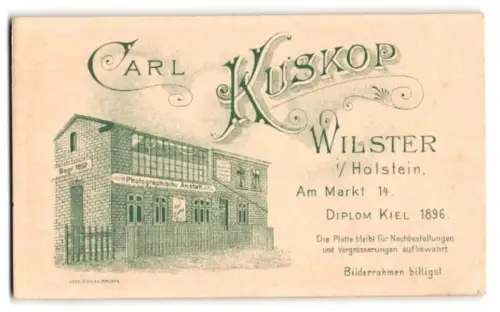 CARL KUSKOP
WILSTER
i/ Holstein.
Am Markt 14.
DIPLOM KIEL 1896.
Die Platte bleibt für Nachbestellungen
und Vergrösserungen aufbewahrt.
Bilderrahmen billigst.
Photographische Anstalt